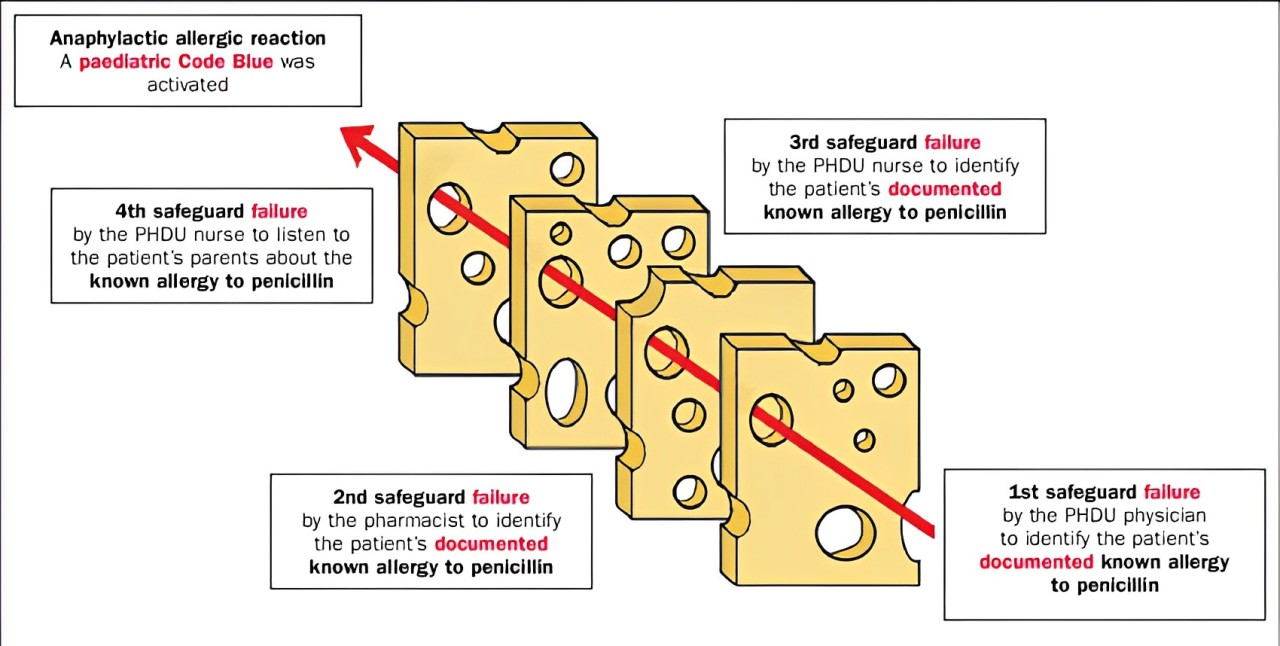 Anaphylactic allergic reaction
A paediatric Code Blue was
activated
3rd safeguard failure
by the PHDU nurse to identify
the patient's documented
known allergy to penicillin
4th safeguard failure
by the PHDU nurse to listen to
the patient's parents about the
known allergy to penicillin
2nd safeguard failure
by the pharmacist to identify
the patient's documented
known allergy to penicillin
1st safeguard failure
by the PHDU physician
to identify the patient's
documented known allergy
to penicillin